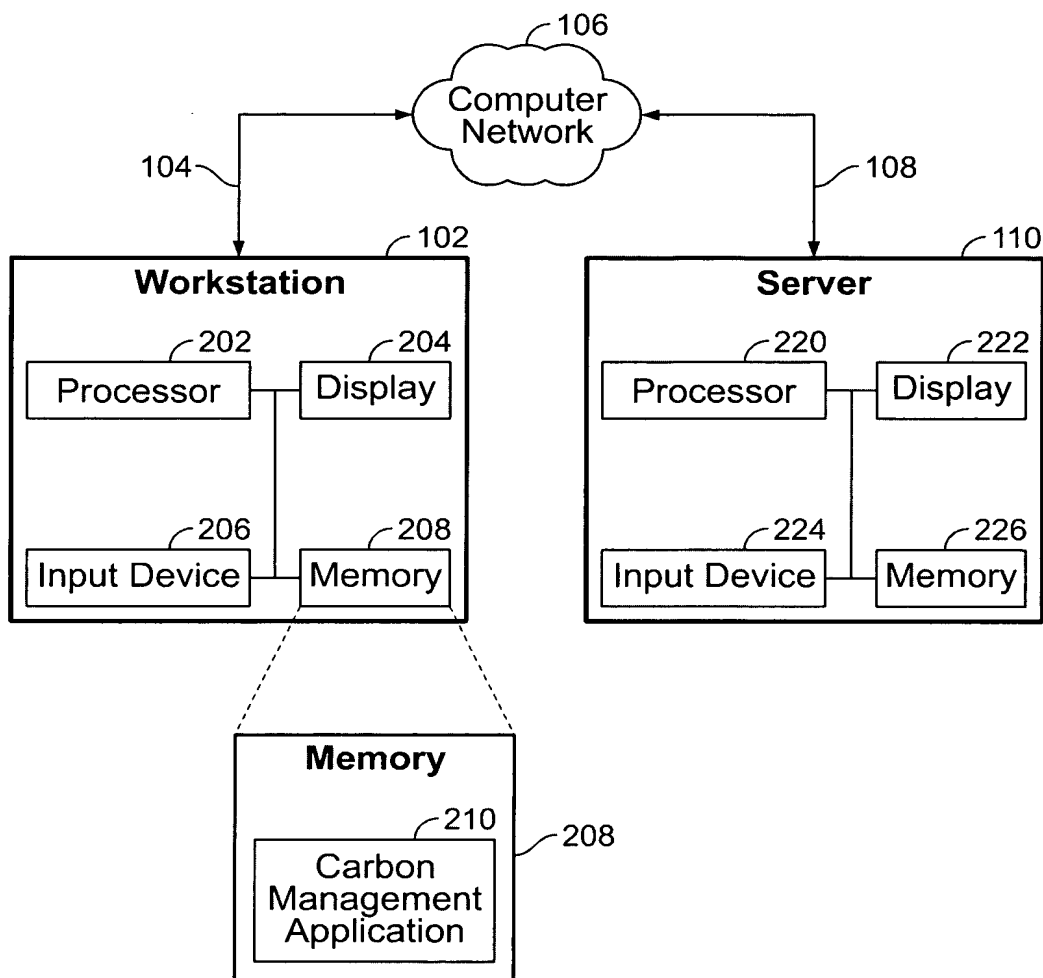 106
Computer
Network
104
108
102
110
Workstation
Server
202
204
220
222
Processor
Display
Processor
Display
206
208
224
226
Input Device
Memory
Input Device
Memory
Memory
210
208
Carbon
Management
Application